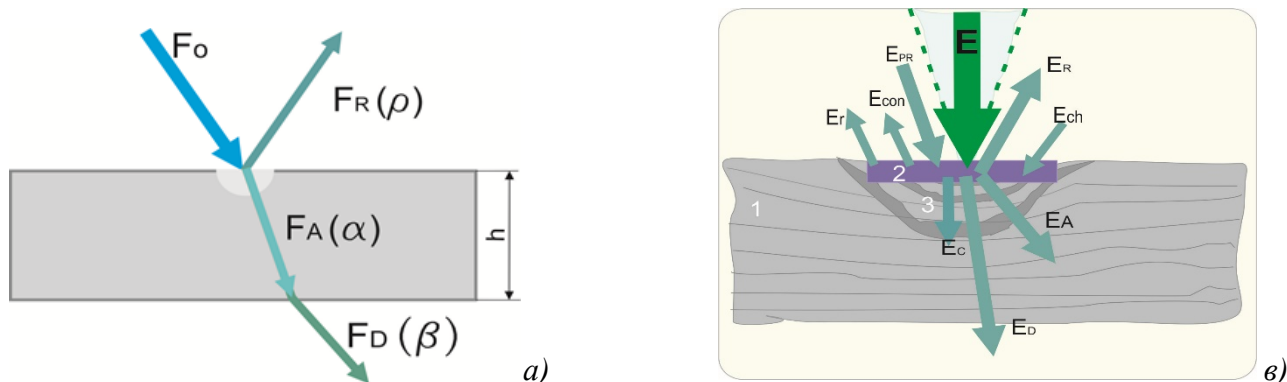 Fo
FR (ρ)
FA (α)
h
FD (β)
а)
E
EPR
ER
Econ
Er
Ech
2
3
1
EA
EC
ED
в)